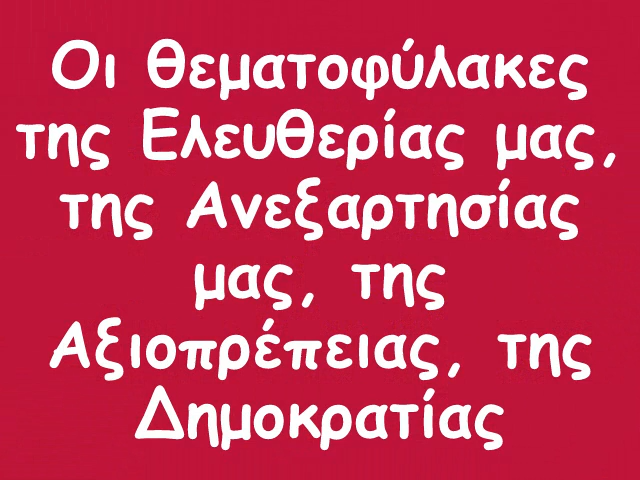 Οι θεματοφύλακες
της Ελευθερίας μας,
της Ανεξαρτησίας
μας, της
Αξιοπρέπειας, της
Δημοκρατίας